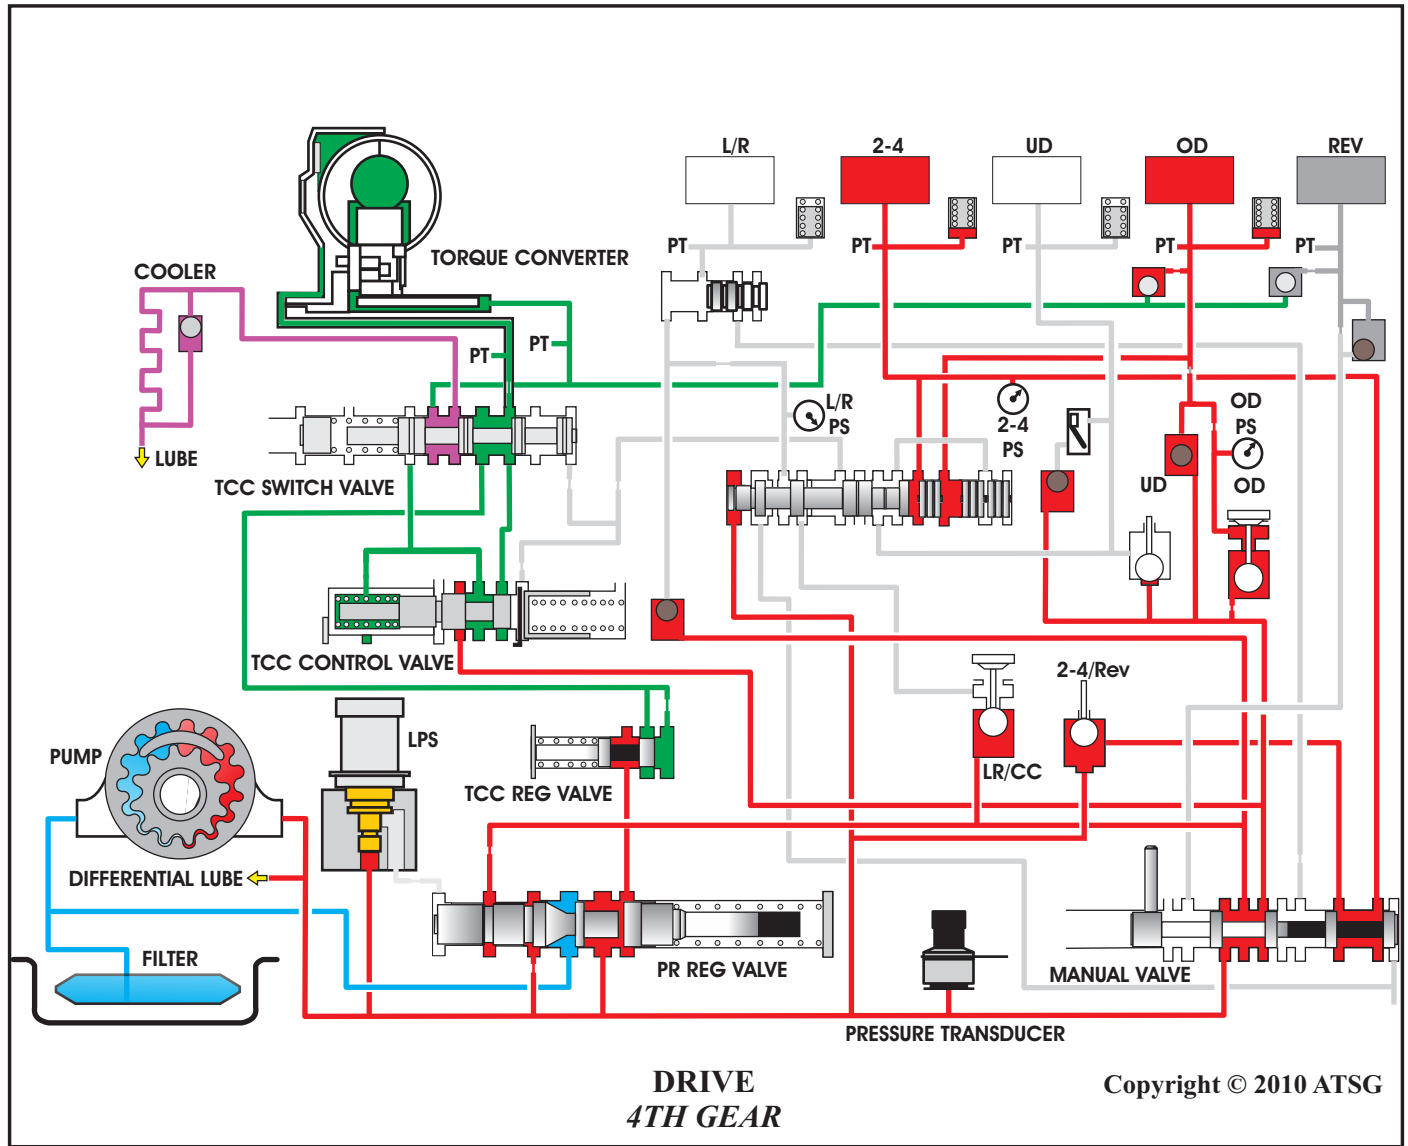 L/R
2-4
UD
OD
REV
PT
PT
PT
PT
PT
TORQUE CONVERTER
COOLER
PT
PT
L/R
PS
2-4
PS
OD
PS
LUBE
TCC SWITCH VALVE
UD
OD
TCC CONTROL VALVE
2-4/Rev
LPS
PUMP
LR/CC
TCC REG VALVE
DIFFERENTIAL LUBE
FILTER
PR REG VALVE
MANUAL VALVE
PRESSURE TRANSDUCER
DRIVE
4TH GEAR
Copyright © 2010 ATSG